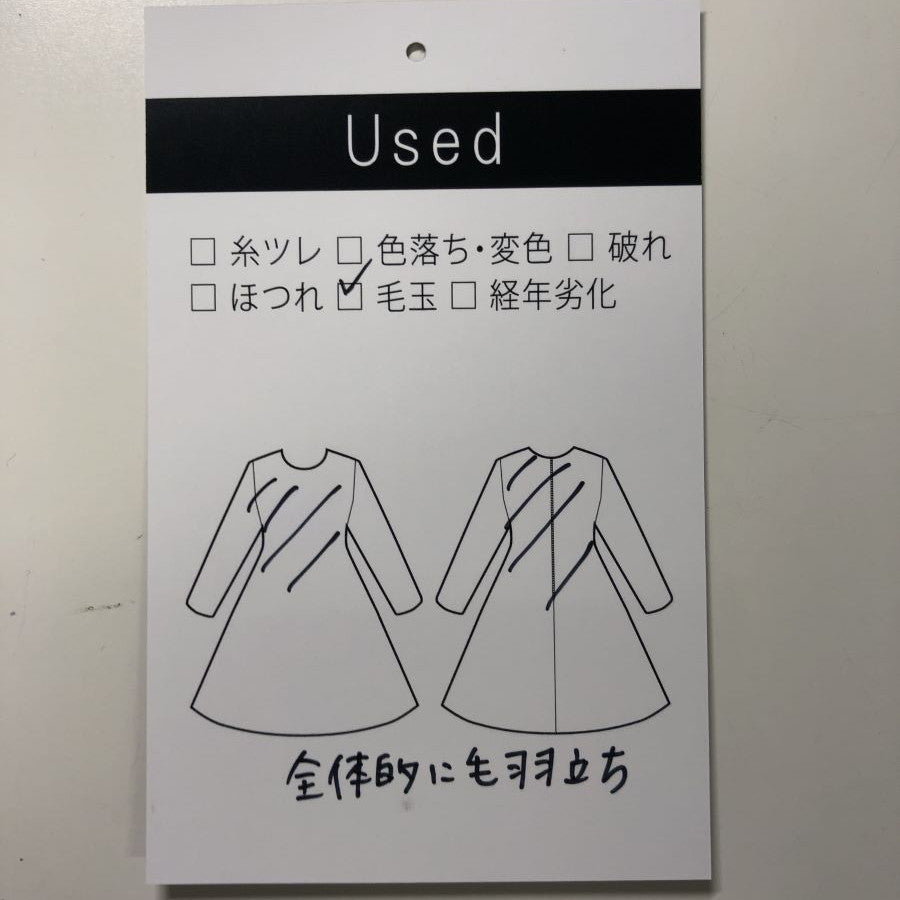 Used
□ 糸ツレ □ 色落ち・変色 □ 破れ
□ ほつれ ☑ 毛玉 □ 経年劣化
全体的に毛羽立ち